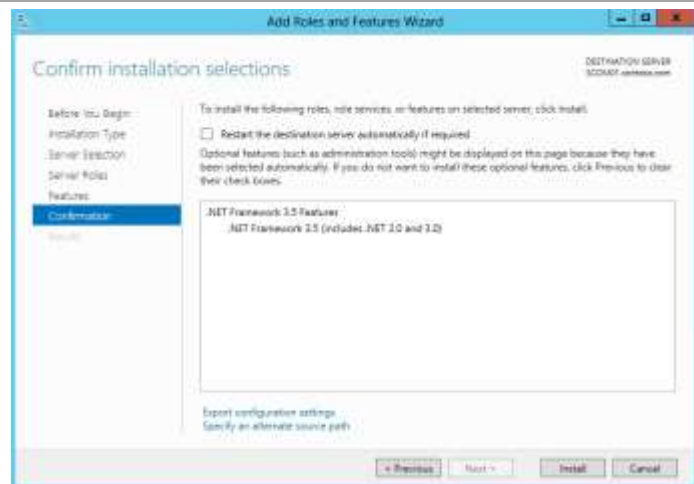 Add Roles and Features Wizard
Confirm installation selections
DESTINATION SERVER
contoso.com
Before You Begin
Installation Type
Server Selection
Server Roles
Features
Confirmation
Results
To install the following roles, role services, or features on selected server, click Install.
Restart the destination server automatically if required
Optional features (such as administration tools) might be displayed on this page because they have
been selected automatically. If you do not want to install these optional features, click Previous to clear
their check boxes.
.NET Framework 3.5 Features
.NET Framework 3.5 (includes .NET 2.0 and 3.0)
Export configuration settings
Specify an alternate source path
< Previous
Next >
Install
Cancel